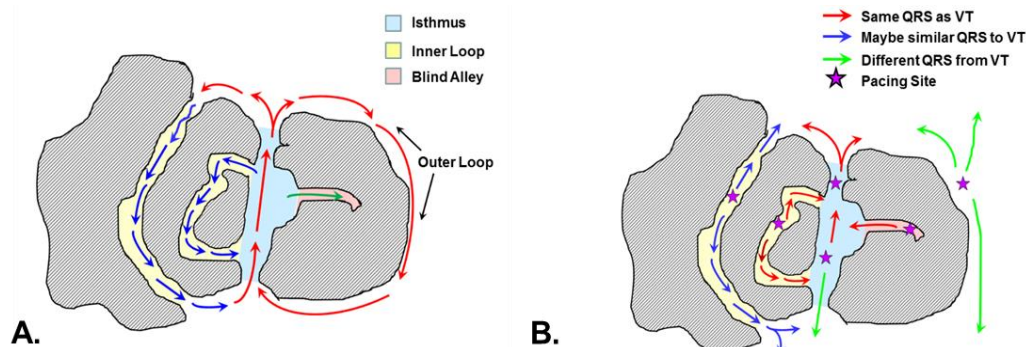 Isthmus
Inner Loop
Blind Alley
Outer Loop
A.
Same QRS as VT
Maybe similar QRS to VT
Different QRS from VT
Pacing Site
B.